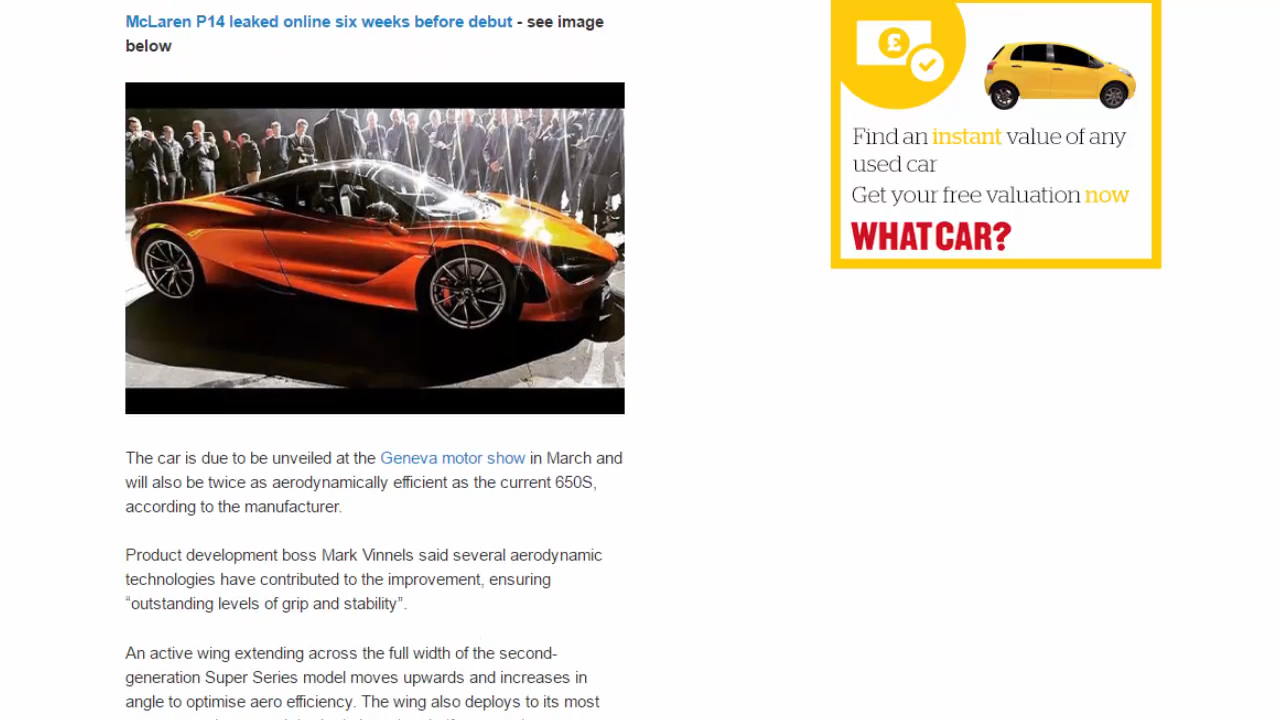 McLaren P14 leaked online six weeks before debut - see image
below
The car is due to be unveiled at the Geneva motor show in March and
will also be twice as aerodynamically efficient as the current 650S,
according to the manufacturer.
Product development boss Mark Vinnels said several aerodynamic
technologies have contributed to the improvement, ensuring
“outstanding levels of grip and stability”.
An active wing extending across the full width of the second-
generation Super Series model moves upwards and increases in
angle to optimise aero efficiency. The wing also deploys to its most
£
Find an instant value of any
used car
Get your free valuation now
WHAT CAR?